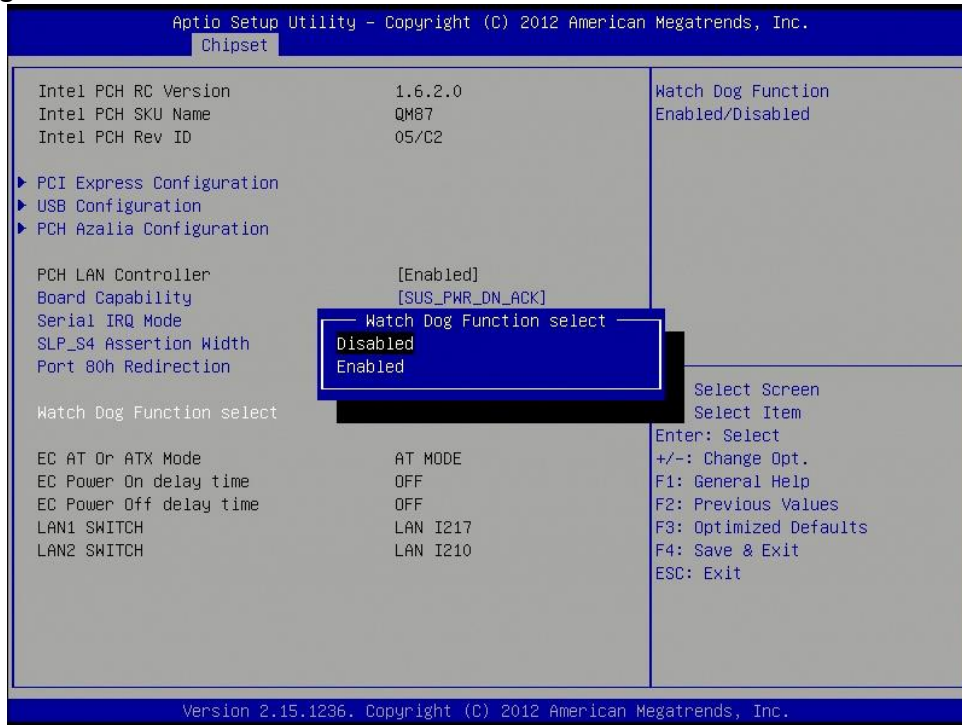 Aptio Setup Utility – Copyright (C) 2012 American Megatrends, Inc.
Chipset
Intel PCH RC Version 1.6.2.0
Intel PCH SKU Name QM87
Intel PCH Rev ID 05/C2
PCI Express Configuration
USB Configuration
PCH Azalia Configuration
PCH LAN Controller [Enabled]
Board Capability [SUS_PWR_DN_ACK]
Serial IRQ Mode
SLP_S4 Assertion Width
Port 80h Redirection
Watch Dog Function select
Disabled
Enabled
Watch Dog Function select
EC AT Or ATX Mode AT MODE
EC Power On delay time OFF
EC Power Off delay time OFF
LAN1 SWITCH LAN I217
LAN2 SWITCH LAN I210
Watch Dog Function
Enabled/Disabled
Select Screen
Select Item
Enter: Select
+/-: Change Opt.
F1: General Help
F2: Previous Values
F3: Optimized Defaults
F4: Save & Exit
ESC: Exit
Version 2.15.1236. Copyright (C) 2012 American Megatrends, Inc.